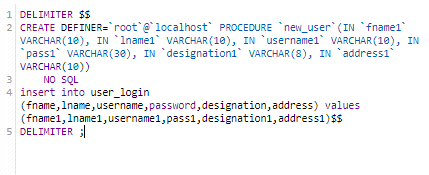 1 DELIMITER $$
2 CREATE DEFINER=`root`@`localhost` PROCEDURE `new_user`(IN `fname1`
VARCHAR(10), IN `lname1` VARCHAR(10), IN `username1` VARCHAR(10), IN
`pass1` VARCHAR(30), IN `designation1` VARCHAR(8), IN `address1`
VARCHAR(10))
3 NO SQL
4 insert into user_login
(fname,lname,username,password,designation,address) values
(fname1,lname1,username1,pass1,designation1,address1)$$
5 DELIMITER ;